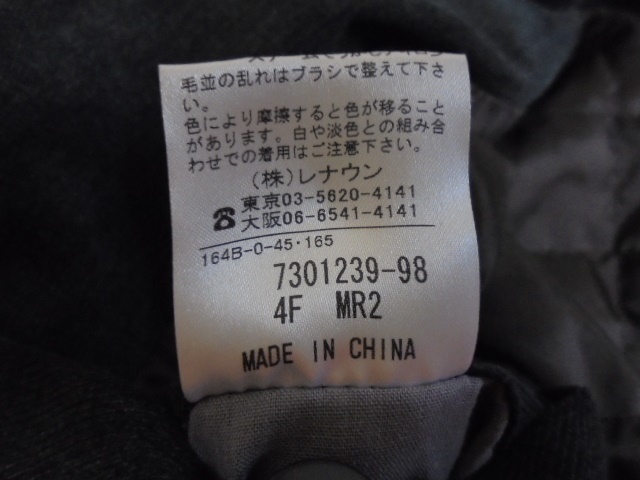 毛並の乱れはブラシで整えて下さ
い。
色により摩擦すると色が移ること
があります。白や淡色との組み合
わせでの着用はご注意下さい。
(株)レナウン
東京03-5620-4141
☎大阪06-6541-4141
164B-0-45・165
7301239-98
4F MR2
MADE IN CHINA